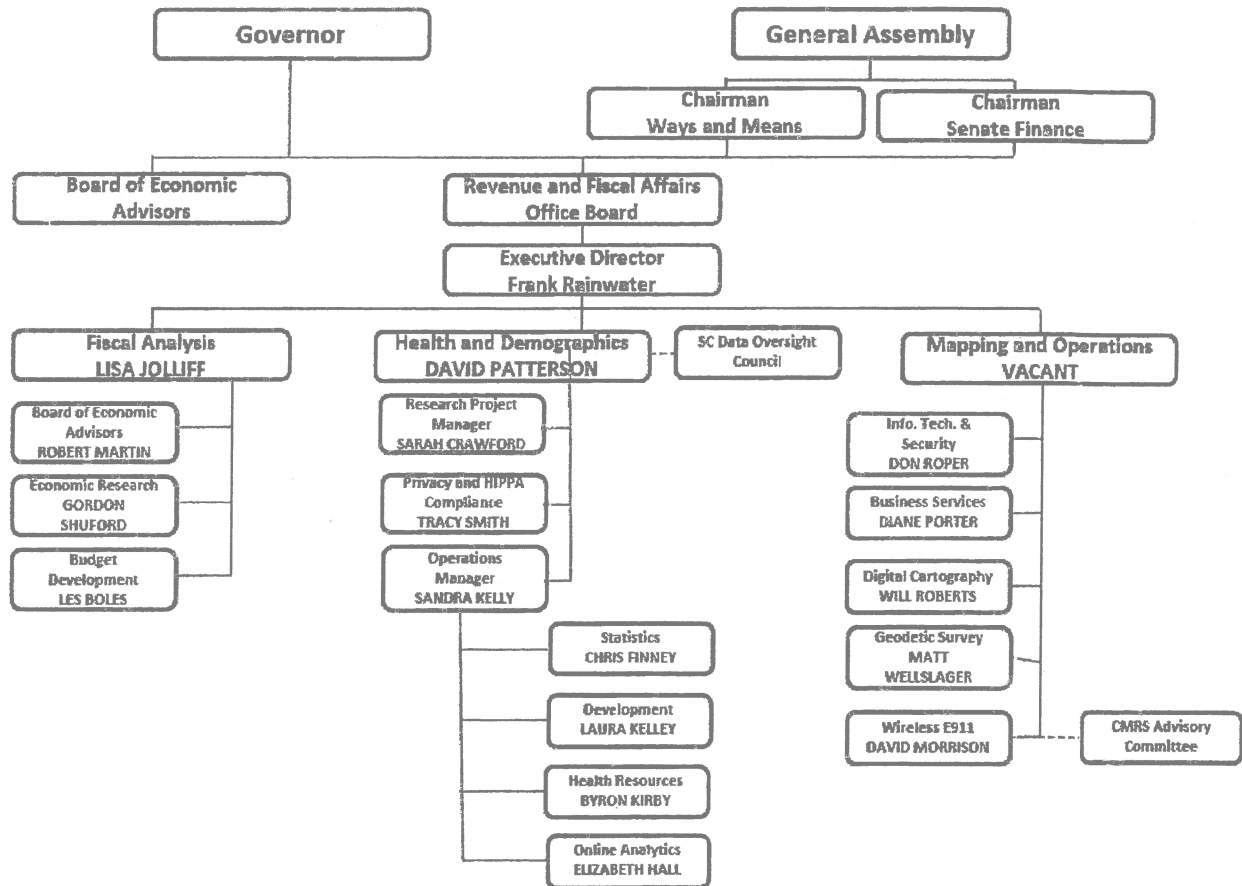 Governor
General Assembly
Chairman
Ways and Means
Chairman
Senate Finance
Board of Economic
Advisors
Revenue and Fiscal Affairs
Office Board
Executive Director
Frank Rainwater
Fiscal Analysis
LISA JOLLIFF
Health and Demographics
DAVID PATTERSON
SC Data Oversight
Council
Mapping and Operations
VACANT
Board of Economic
Advisors
ROBERT MARTIN
Economic Research
GORDON
SHUFORD
Budget
Development
LES BOLES
Research Project
Manager
SARAH CRAWFORD
Privacy and HIPPA
Compliance
TRACY SMITH
Operations
Manager
SANDRA KELLY
Statistics
CHRIS FINNEY
Development
LAURA KELLEY
Health Resources
BYRON KIRBY
Online Analytics
ELIZABETH HALL
Info. Tech. &
Security
DON ROPER
Business Services
DIANE PORTER
Digital Cartography
WILL ROBERTS
Geodetic Survey
MATT
WELLSLAGER
Wireless E911
DAVID MORRISON
CMRS Advisory
Committee